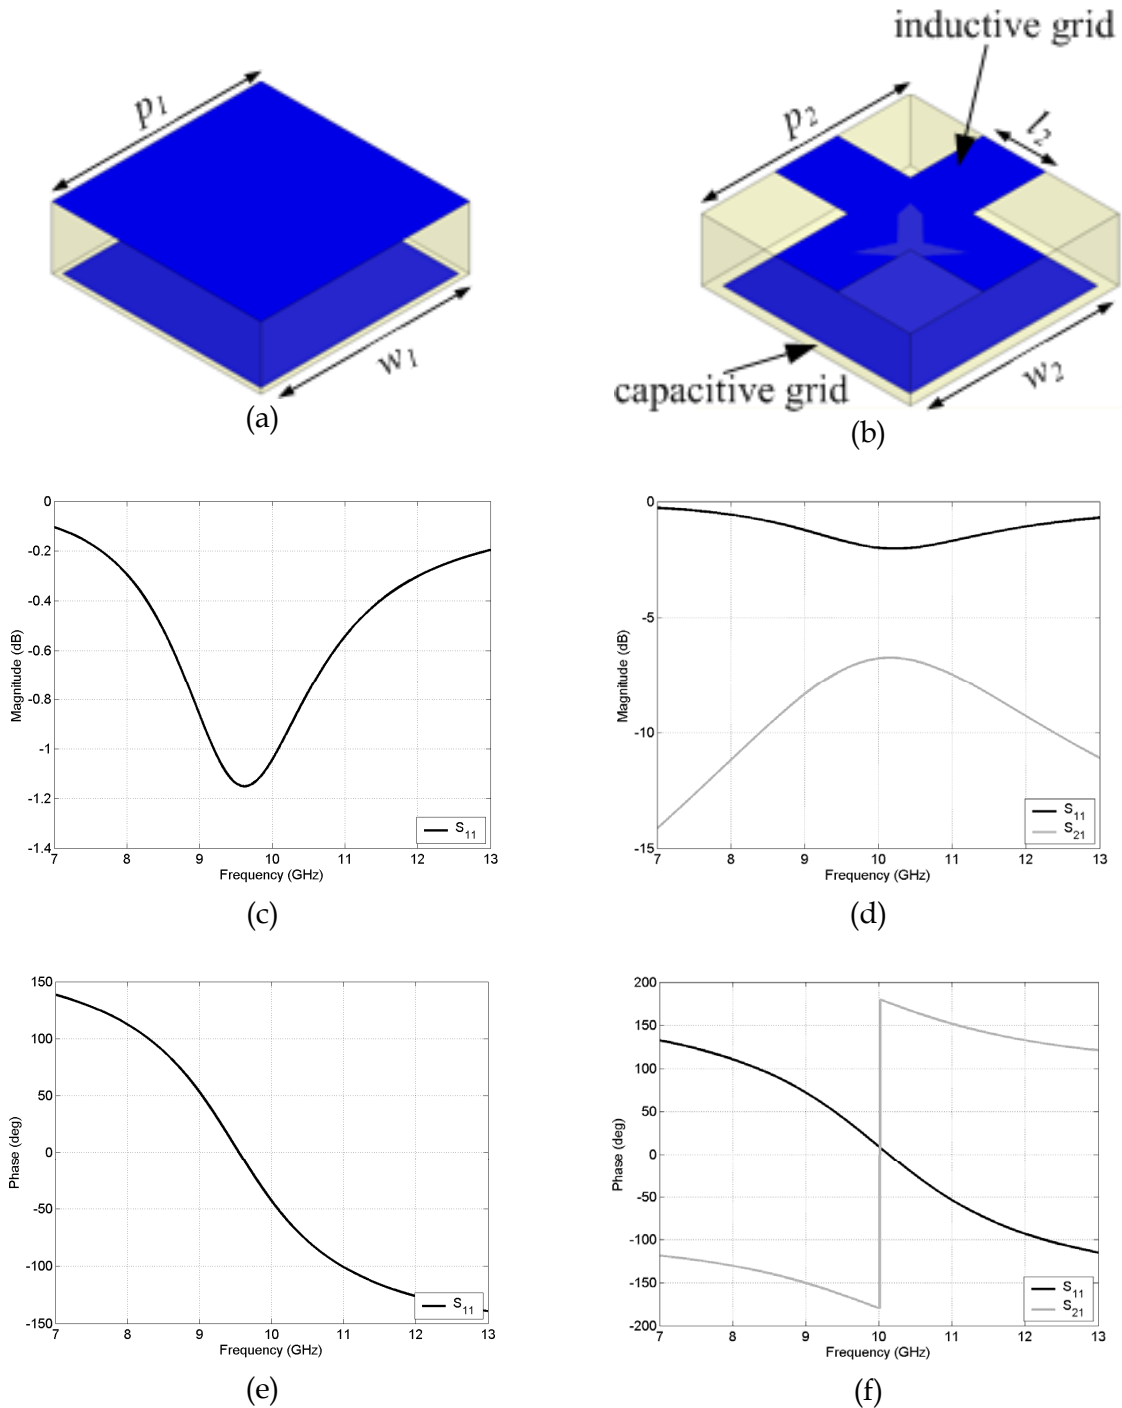 inductive grid
p1
p2
l2
w1
w2
capacitive grid
(a)
(b)
0
-0.2
-0.4
-0.6
-0.8
-1
-1.2
-1.4
Magnitude (dB)
S11
7 8 9 10 11 12 13
Frequency (GHz)
(c)
0
-5
-10
-15
Magnitude (dB)
S11
S21
7 8 9 10 11 12 13
Frequency (GHz)
(d)
150
100
50
0
-50
-100
-150
Phase (deg)
S11
7 8 9 10 11 12 13
Frequency (GHz)
(e)
200
150
100
50
0
-50
-100
-150
-200
Phase (deg)
S11
S21
7 8 9 10 11 12 13
Frequency (GHz)
(f)